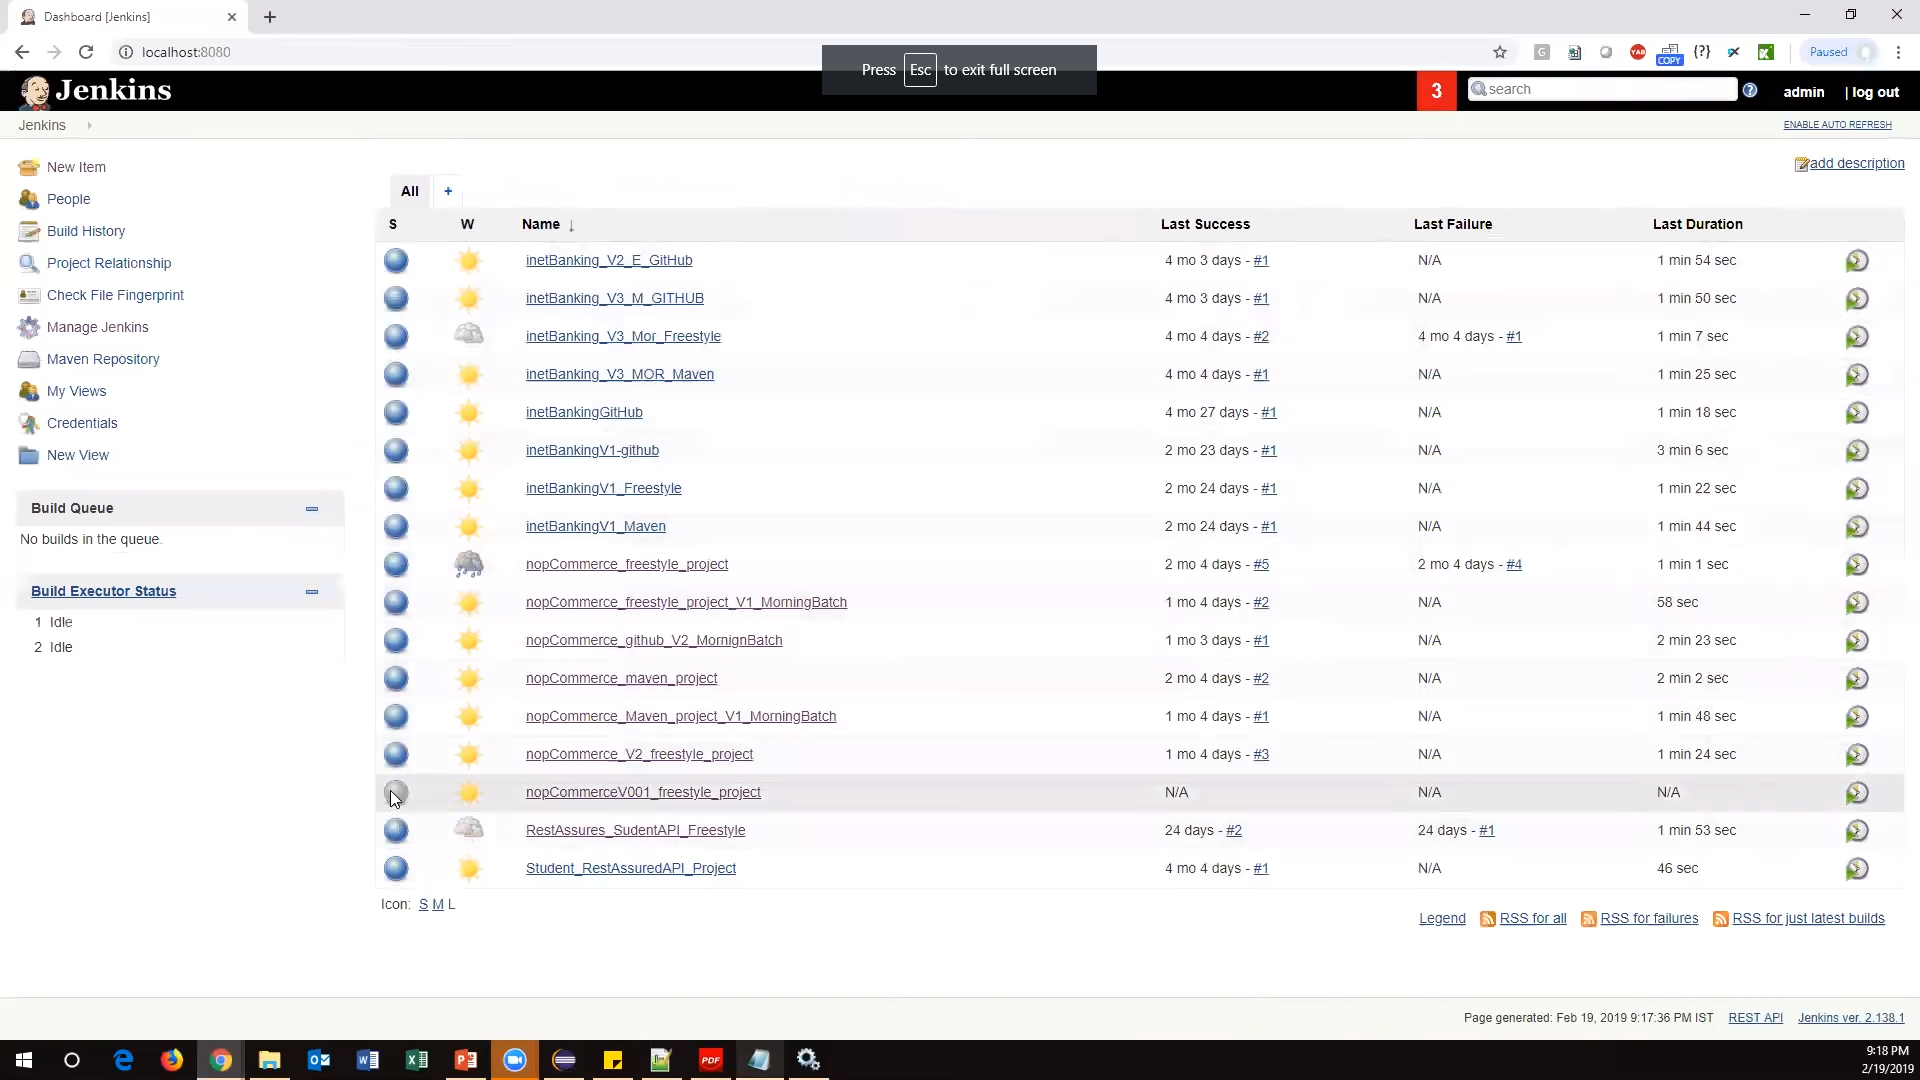 Dashboard [Jenkins]
localhost:8080
Press Esc to exit full screen
COPY
YAB
{?}
Paused
Jenkins
3
search
admin | log out
Jenkins
ENABLE AUTO REFRESH
New Item
People
Build History
Project Relationship
Check File Fingerprint
Manage Jenkins
Maven Repository
My Views
Credentials
New View
Build Queue
No builds in the queue.
Build Executor Status
1 Idle
2 Idle
add description
All +
S W Name ↓ Last Success Last Failure Last Duration
inetBanking_V2_E_GitHub 4 mo 3 days - #1 N/A 1 min 54 sec
inetBanking_V3_M_GITHUB 4 mo 3 days - #1 N/A 1 min 50 sec
inetBanking_V3_Mor_Freestyle 4 mo 4 days - #2 4 mo 4 days - #1 1 min 7 sec
inetBanking_V3_MOR_Maven 4 mo 4 days - #1 N/A 1 min 25 sec
inetBankingGitHub 4 mo 27 days - #1 N/A 1 min 18 sec
inetBankingV1-github 2 mo 23 days - #1 N/A 3 min 6 sec
inetBankingV1_Freestyle 2 mo 24 days - #1 N/A 1 min 22 sec
inetBankingV1_Maven 2 mo 24 days - #1 N/A 1 min 44 sec
nopCommerce_freestyle_project 2 mo 4 days - #5 2 mo 4 days - #4 1 min 1 sec
nopCommerce_freestyle_project_V1_MorningBatch 1 mo 4 days - #2 N/A 58 sec
nopCommerce_github_V2_MornignBatch 1 mo 3 days - #1 N/A 2 min 23 sec
nopCommerce_maven_project 2 mo 4 days - #2 N/A 2 min 2 sec
nopCommerce_Maven_project_V1_MorningBatch 1 mo 4 days - #1 N/A 1 min 48 sec
nopCommerce_V2_freestyle_project 1 mo 4 days - #3 N/A 1 min 24 sec
nopCommerceV001_freestyle_project N/A N/A N/A
RestAssures_SudentAPI_Freestyle 24 days - #2 24 days - #1 1 min 53 sec
Student_RestAssuredAPI_Project 4 mo 4 days - #1 N/A 46 sec
Icon: S M L
Legend RSS for all RSS for failures RSS for just latest builds
Page generated: Feb 19, 2019 9:17:36 PM IST REST API Jenkins ver. 2.138.1
PDF
9:18 PM
2/19/2019